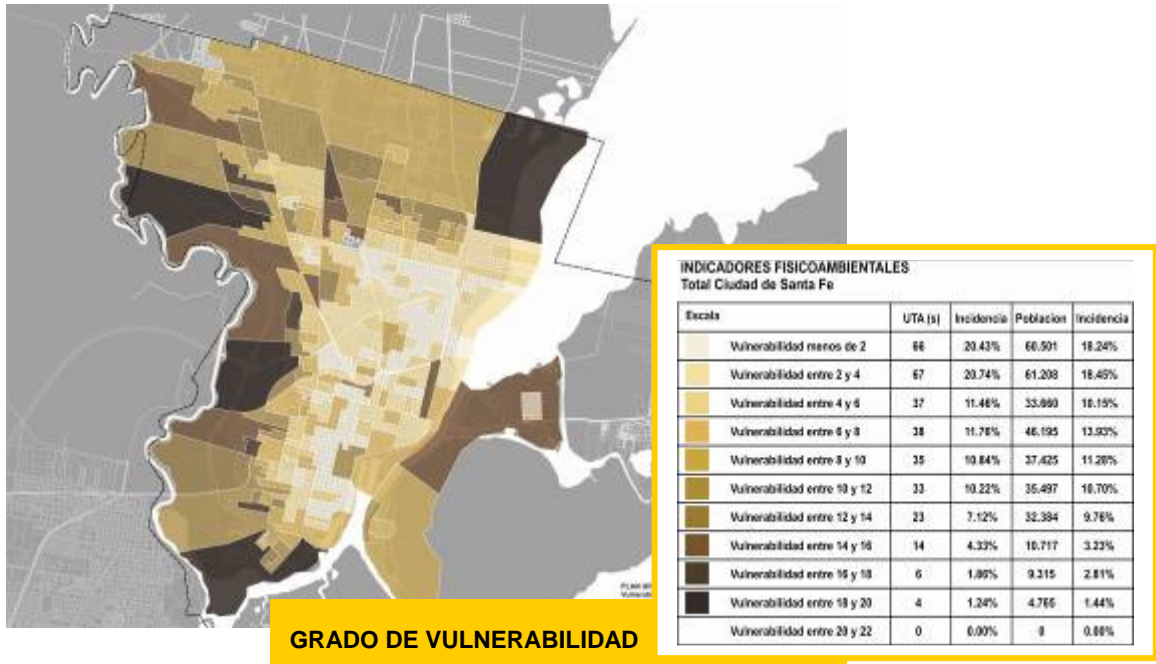 INDICADORES FISICOAMBIENTALES
Total Ciudad de Santa Fe
Escala UTA (s) Incidencia Poblacion Incidencia
Vulnerabilidad menos de 2 66 20.43% 60.501 18.24%
Vulnerabilidad entre 2 y 4 67 20.74% 61.208 18.45%
Vulnerabilidad entre 4 y 6 37 11.46% 33.660 10.15%
Vulnerabilidad entre 6 y 8 38 11.76% 46.195 13.93%
Vulnerabilidad entre 8 y 10 35 10.84% 37.425 11.28%
Vulnerabilidad entre 10 y 12 33 10.22% 35.497 10.70%
Vulnerabilidad entre 12 y 14 23 7.12% 32.384 9.76%
Vulnerabilidad entre 14 y 16 14 4.33% 10.717 3.23%
Vulnerabilidad entre 16 y 18 6 1.86% 9.315 2.81%
Vulnerabilidad entre 18 y 20 4 1.24% 4.765 1.44%
Vulnerabilidad entre 20 y 22 0 0.00% 0 0.00%
GRADO DE VULNERABILIDAD